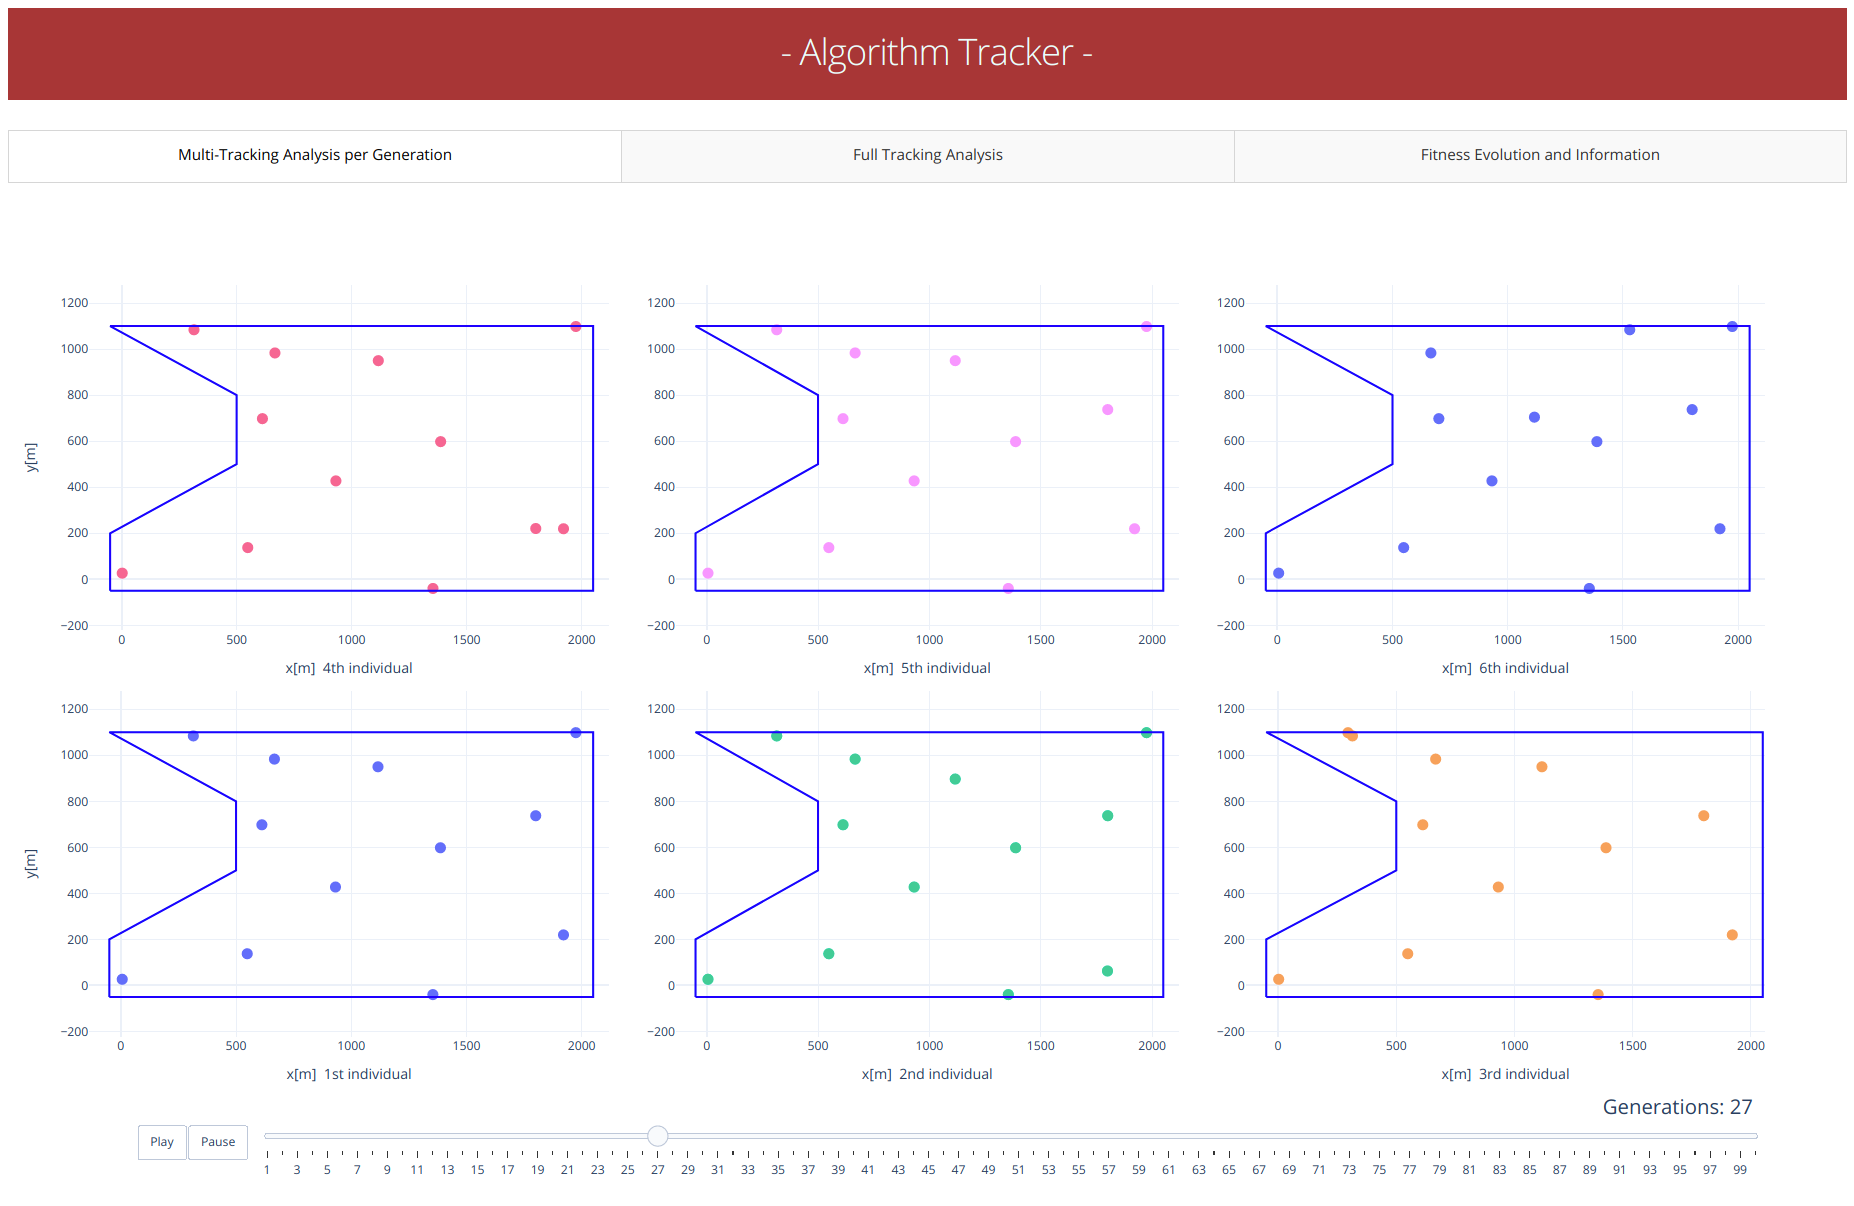 - Algorithm Tracker -
Multi-Tracking Analysis per Generation Full Tracking Analysis Fitness Evolution and Information
1200 1200 1200
1000 1000 1000
800 800 800
600 600 600
y[m]
400 400 400
200 200 200
0 0 0
−200 −200 −200
0 500 1000 1500 2000 0 500 1000 1500 2000 0 500 1000 1500 2000
x[m] 4th individual x[m] 5th individual x[m] 6th individual
1200 1200 1200
1000 1000 1000
800 800 800
600 600 600
y[m]
400 400 400
200 200 200
0 0 0
−200 −200 −200
0 500 1000 1500 2000 0 500 1000 1500 2000 0 500 1000 1500 2000
x[m] 1st individual x[m] 2nd individual x[m] 3rd individual
Generations: 27
Play Pause
1 3 5 7 9 11 13 15 17 19 21 23 25 27 29 31 33 35 37 39 41 43 45 47 49 51 53 55 57 59 61 63 65 67 69 71 73 75 77 79 81 83 85 87 89 91 93 95 97 99